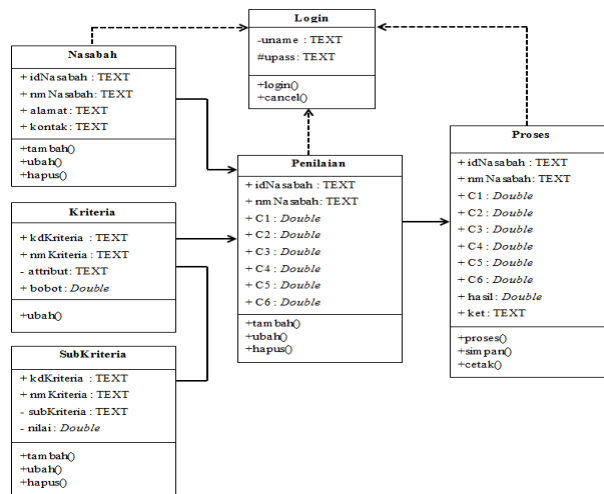 Login
-uname : TEXT
#upass: TEXT
+login()
+cancel()
Nasabah
+ idNasabah : TEXT
+ nmNasabah: TEXT
+ alamat : TEXT
+ kontak : TEXT
+tambah()
+ubah()
+hapus()
Kriteria
+ kdKriteria : TEXT
+ nmKriteria : TEXT
- attribut : TEXT
+ bobot : Double
+ubah()
SubKriteria
+ kdKriteria : TEXT
+ nmKriteria : TEXT
- subKriteria : TEXT
- nilai : Double
+tambah()
+ubah()
+hapus()
Penilaian
+ idNasabah : TEXT
+ nmNasabah : TEXT
+ C1 : Double
+ C2 : Double
+ C3 : Double
+ C4 : Double
+ C5 : Double
+ C6 : Double
+tambah()
+ubah()
+hapus()
Proses
+ idNasabah : TEXT
+ nmNasabah : TEXT
+ C1 : Double
+ C2 : Double
+ C3 : Double
+ C4 : Double
+ C5 : Double
+ C6 : Double
+ hasil : Double
+ ket : TEXT
+proses()
+simpan()
+cetak()